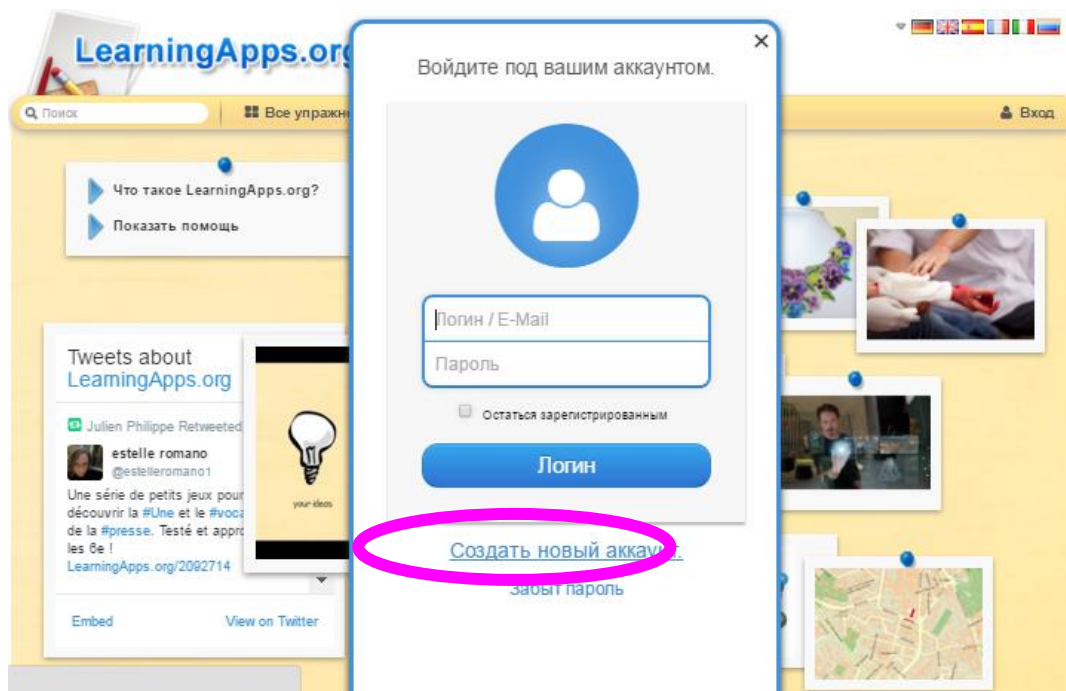 LearningApps.org
Поиск
Все упражн
Вход
Что такое LearningApps.org?
Показать помощь
Tweets about
LearningApps.org
Julien Philippe Retweeted
estelle romano
@estelleromano1
Une série de petits jeux pour
découvrir la #Une et le #voca
de la #presse. Testé et appro
les 6e !
LearningApps.org/2092714
Embed
View on Twitter
your ideas
Войдите под вашим аккаунтом.
Логин / E-Mail
Пароль
Остаться зарегистрированным
Логин
Создать новый аккаунт.
Забыт пароль